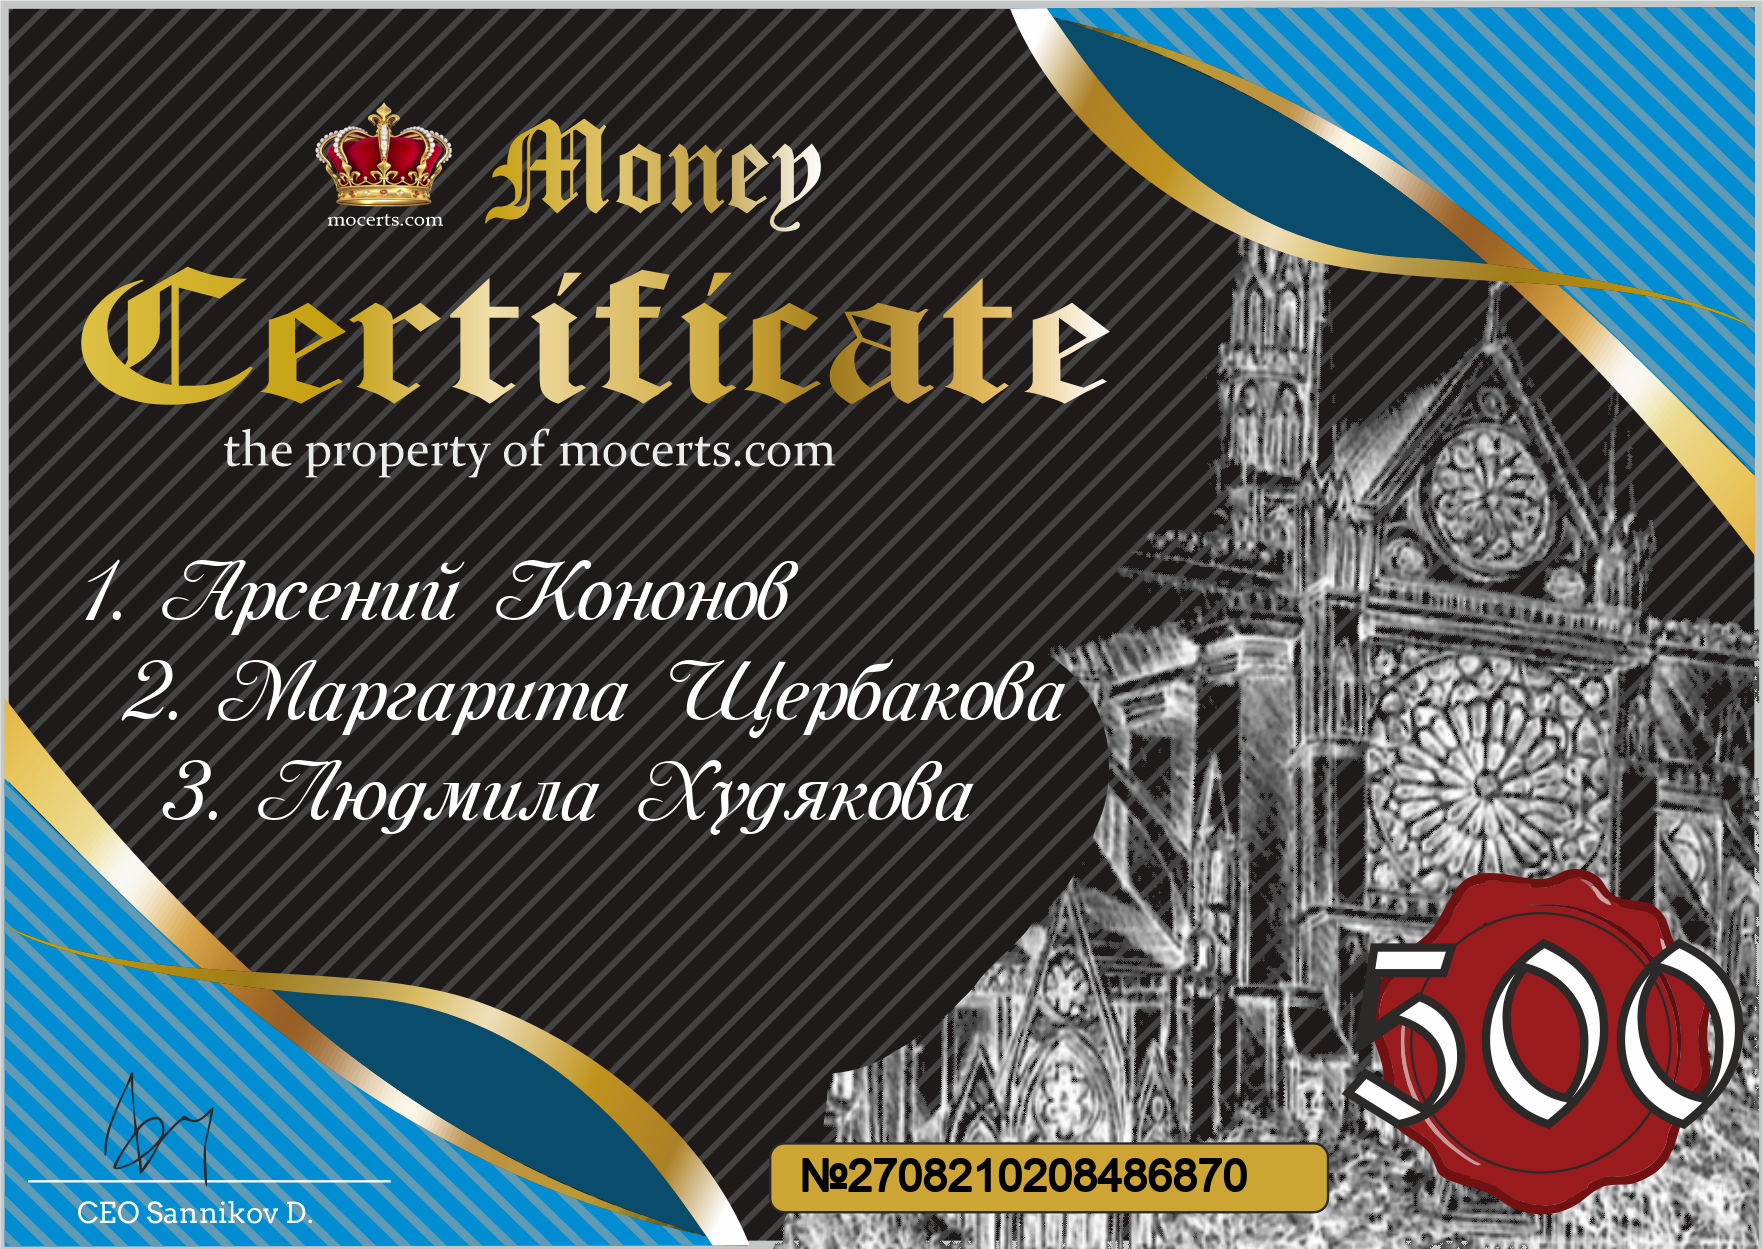 mocerts.com
Money
Certificate
the property of mocerts.com
1. Арсений Кононов
2. Маргарита Щербакова
3. Людмила Худякова
500
№2708210208486870
CEO Sannikov D.